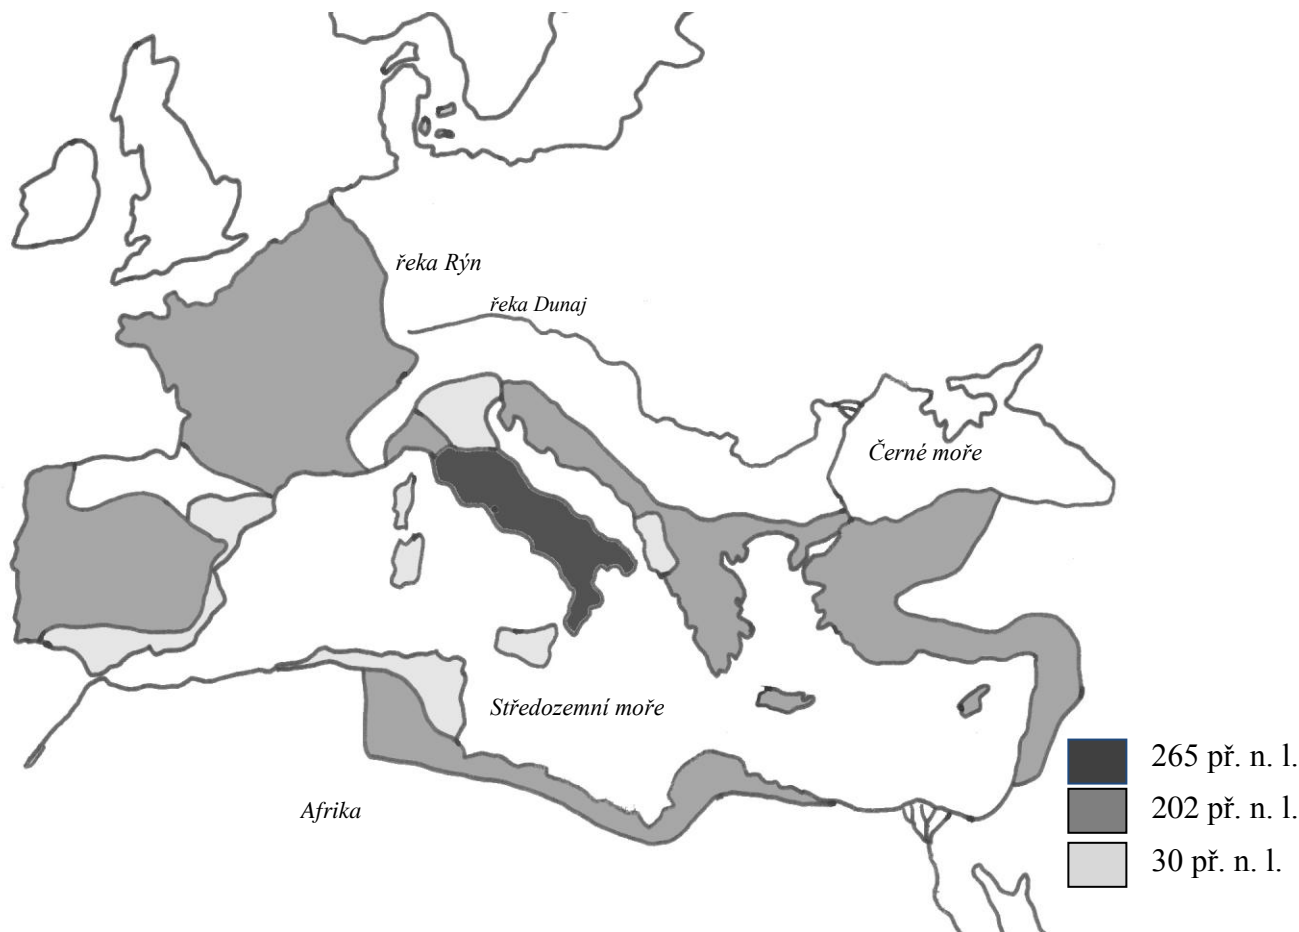 řeka Rýn
řeka Dunaj
Černé moře
Středozemní moře
Afrika
265 př. n. l.
202 př. n. l.
30 př. n. l.